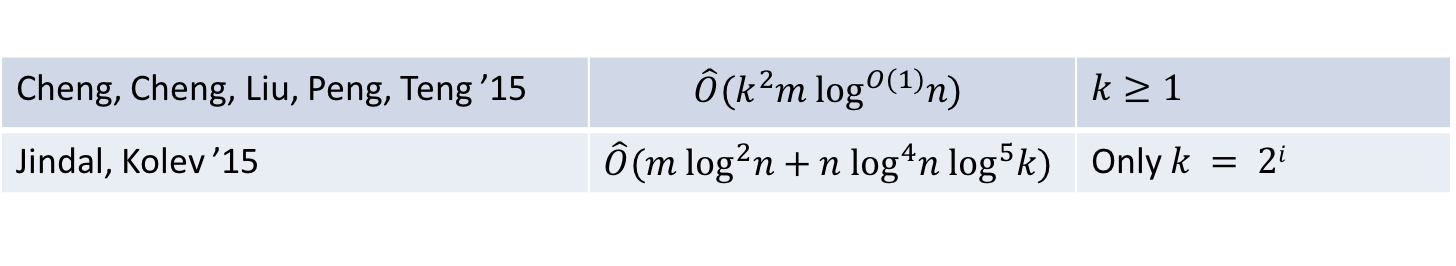 Cheng, Cheng, Liu, Peng, Teng ’15 Ô(k²m log^{O(1)} n) k ≥ 1
Jindal, Kolev ’15 Ô(m log²n + n log⁴n log⁵k) Only k = 2^i